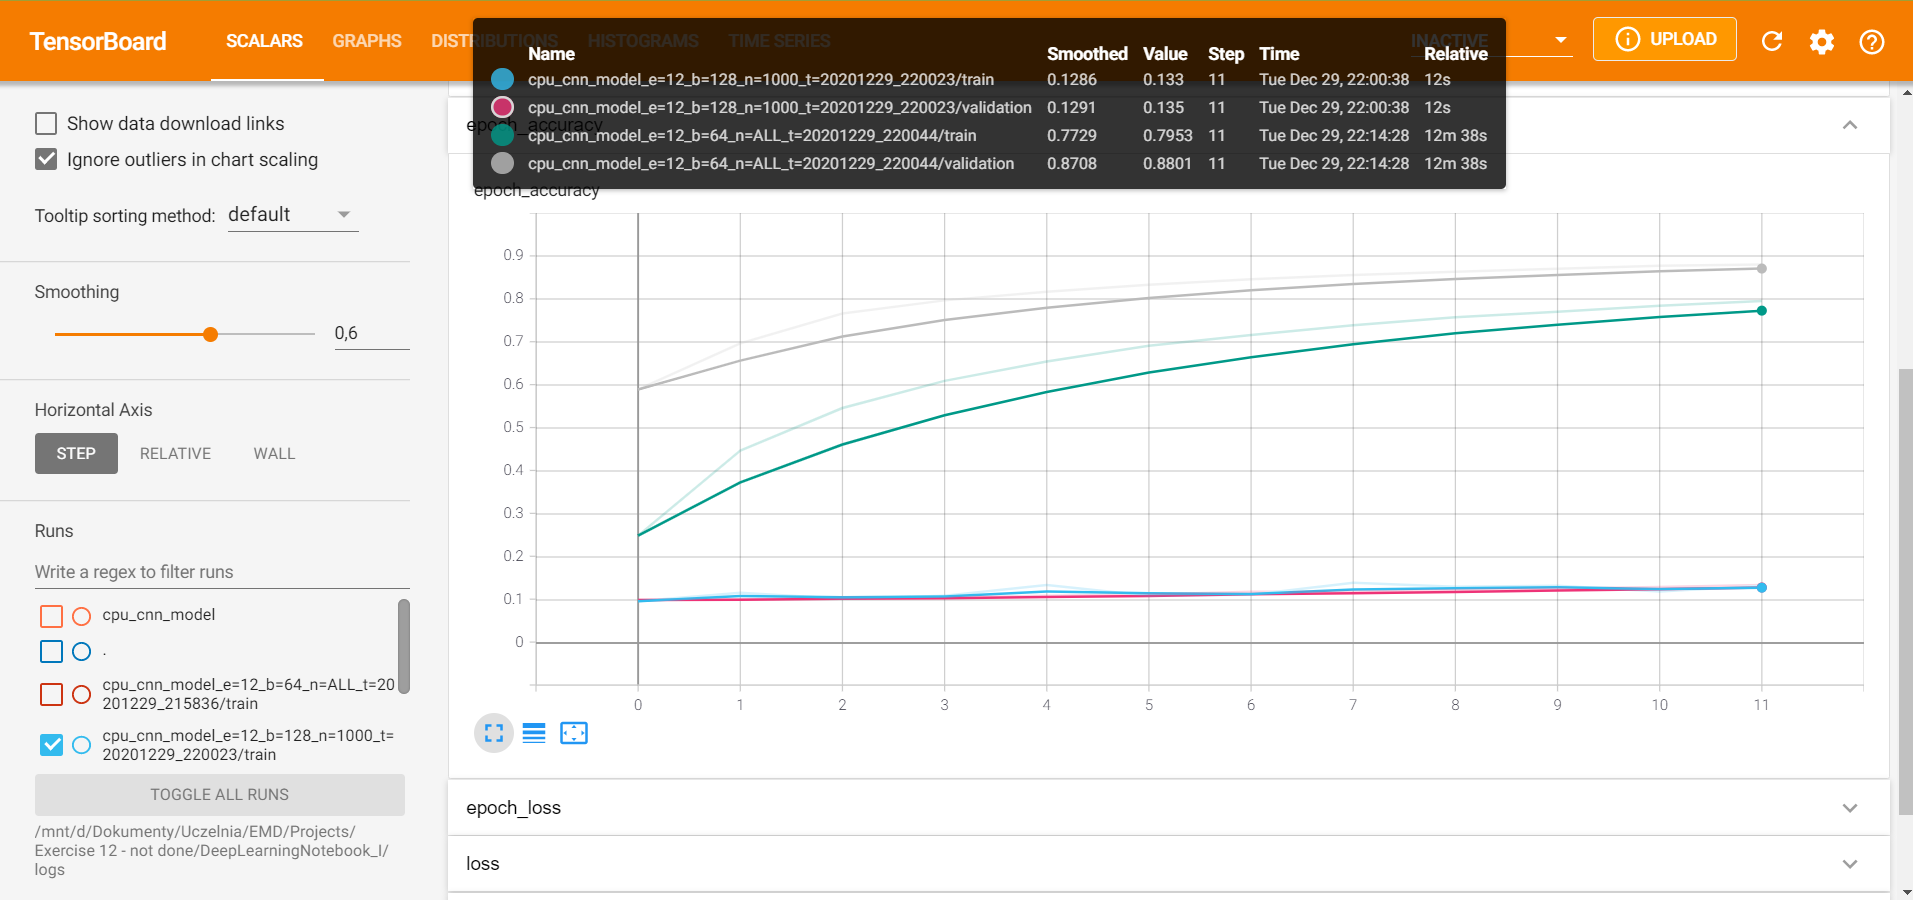 TensorBoard
SCALARS GRAPHS DISTRIBUTIONS HISTOGRAMS TIME SERIES INACTIVE UPLOAD
Name Smoothed Value Step Time Relative
cpu_cnn_model_e=12_b=128_n=1000_t=20201229_220023/train 0.1286 0.133 11 Tue Dec 29, 22:00:38 12s
cpu_cnn_model_e=12_b=128_n=1000_t=20201229_220023/validation 0.1291 0.135 11 Tue Dec 29, 22:00:38 12s
cpu_cnn_model_e=12_b=64_n=ALL_t=20201229_220044/train 0.7729 0.7953 11 Tue Dec 29, 22:14:28 12m 38s
cpu_cnn_model_e=12_b=64_n=ALL_t=20201229_220044/validation 0.8708 0.8801 11 Tue Dec 29, 22:14:28 12m 38s
Show data download links
Ignore outliers in chart scaling
Tooltip sorting method: default
Smoothing
0,6
Horizontal Axis
STEP RELATIVE WALL
Runs
Write a regex to filter runs
cpu_cnn_model
.
cpu_cnn_model_e=12_b=64_n=ALL_t=20
201229_215836/train
cpu_cnn_model_e=12_b=128_n=1000_t=
20201229_220023/train
TOGGLE ALL RUNS
/mnt/d/Dokumenty/Uczelnia/EMD/Projects/
Exercise 12 - not done/DeepLearningNotebook_I/
logs
epoch_accuracy
epoch_accuracy
0.9
0.8
0.7
0.6
0.5
0.4
0.3
0.2
0.1
0
0 1 2 3 4 5 6 7 8 9 10 11
epoch_loss
loss